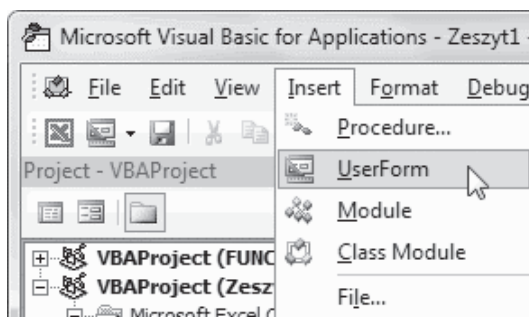 Microsoft Visual Basic for Applications - Zeszyt1 -
File Edit View Insert Format Debug
Procedure...
Project - VBAProject
UserForm
Module
Class Module
VBAProject (FUNC
VBAProject (Zesz
File...
Microsoft Excel O